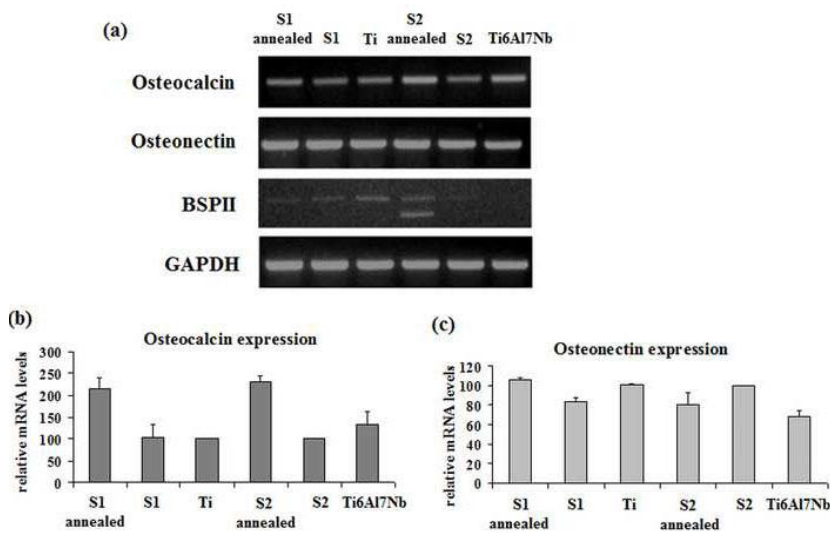 (a)
S1 annealed S1 Ti S2 annealed S2 Ti6Al7Nb
Osteocalcin
Osteonectin
BSPII
GAPDH
(b)
Osteocalcin expression
relative mRNA levels
300
250
200
150
100
50
0
S1 annealed S1 Ti S2 annealed S2 Ti6Al7Nb
(c)
Osteonectin expression
relative mRNA levels
120
100
80
60
40
20
0
S1 annealed S1 Ti S2 annealed S2 Ti6Al7Nb